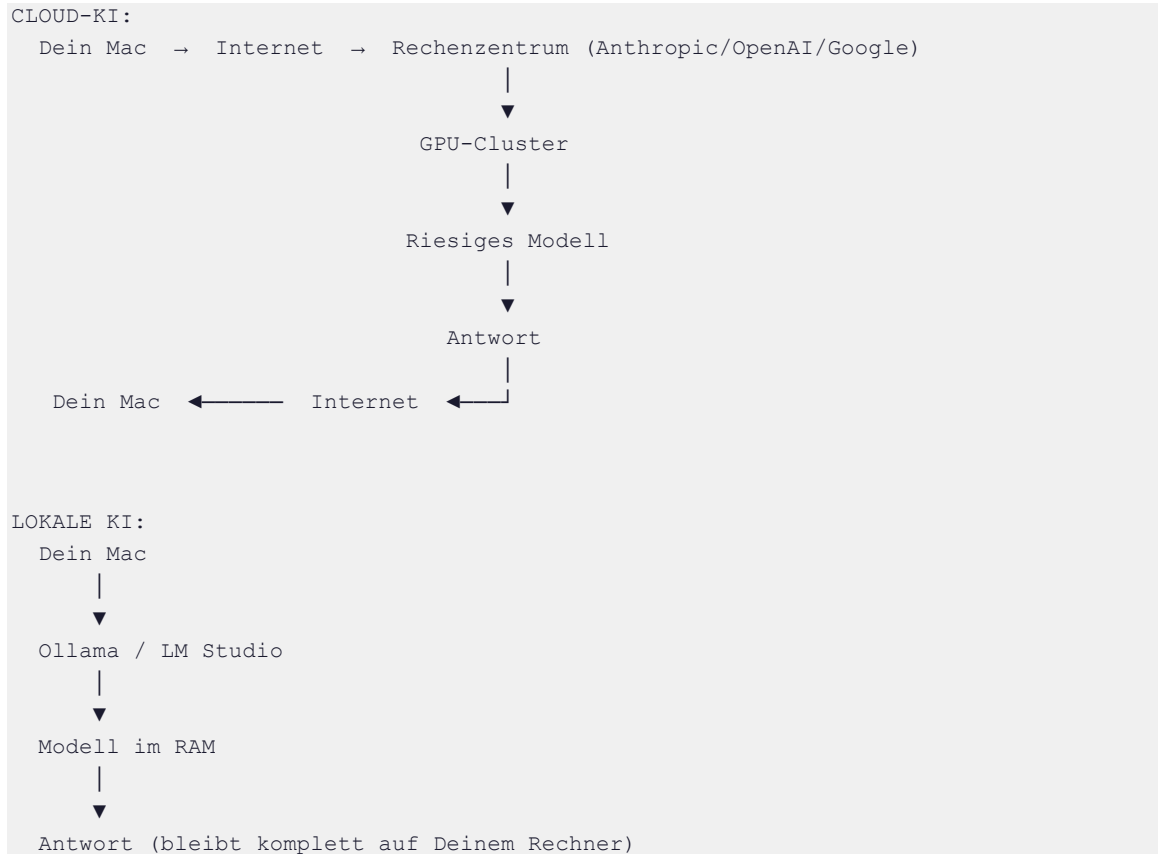 CLOUD-KI:
Dein Mac → Internet → Rechenzentrum (Anthropic/OpenAI/Google)
│
▼
GPU-Cluster
│
▼
Riesiges Modell
│
▼
Antwort
│
Dein Mac ◄────── Internet ◄───┘
LOKALE KI:
Dein Mac
│
▼
Ollama / LM Studio
│
▼
Modell im RAM
│
▼
Antwort (bleibt komplett auf Deinem Rechner)